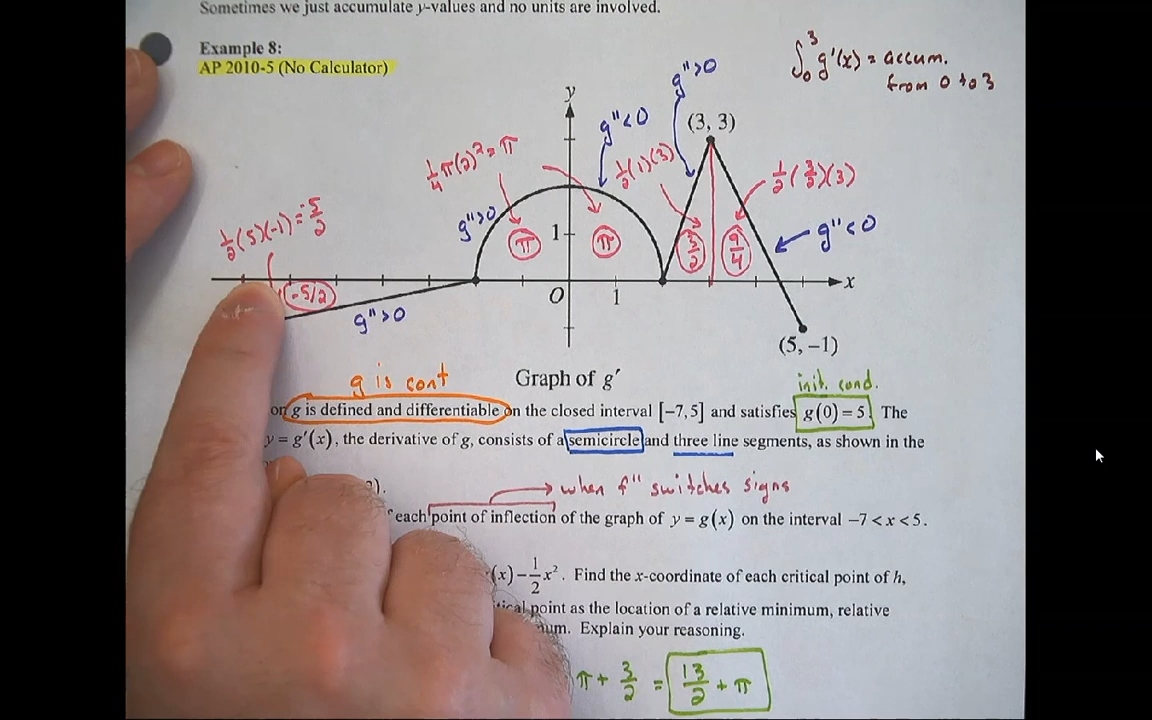 Sometimes we just accumulate y-values and no units are involved.
Example 8:
AP 2010-5 (No Calculator)
∫₀³ g'(x) = accum.
from 0 to 3
y
g''>0
(3, 3)
g''<0
¼π(2)² = π
½(1)(3)
½(3/2)(3)
g''>0
½(5)(-1) = -5/2
1
π
π
3/2
9/4
g''<0
x
-5/2
O
1
g''>0
(5, −1)
g is cont
Graph of g′
init. cond.
on g is defined and differentiable on the closed interval [−7,5] and satisfies g(0) = 5. The
y = g′(x), the derivative of g, consists of a semicircle and three line segments, as shown in the
).
when f'' switches signs
each point of inflection of the graph of y = g(x) on the interval −7 < x < 5.
(x) − ½x². Find the x-coordinate of each critical point of h,
point as the location of a relative minimum, relative
Explain your reasoning.
π + 3/2 = 13/2 + π